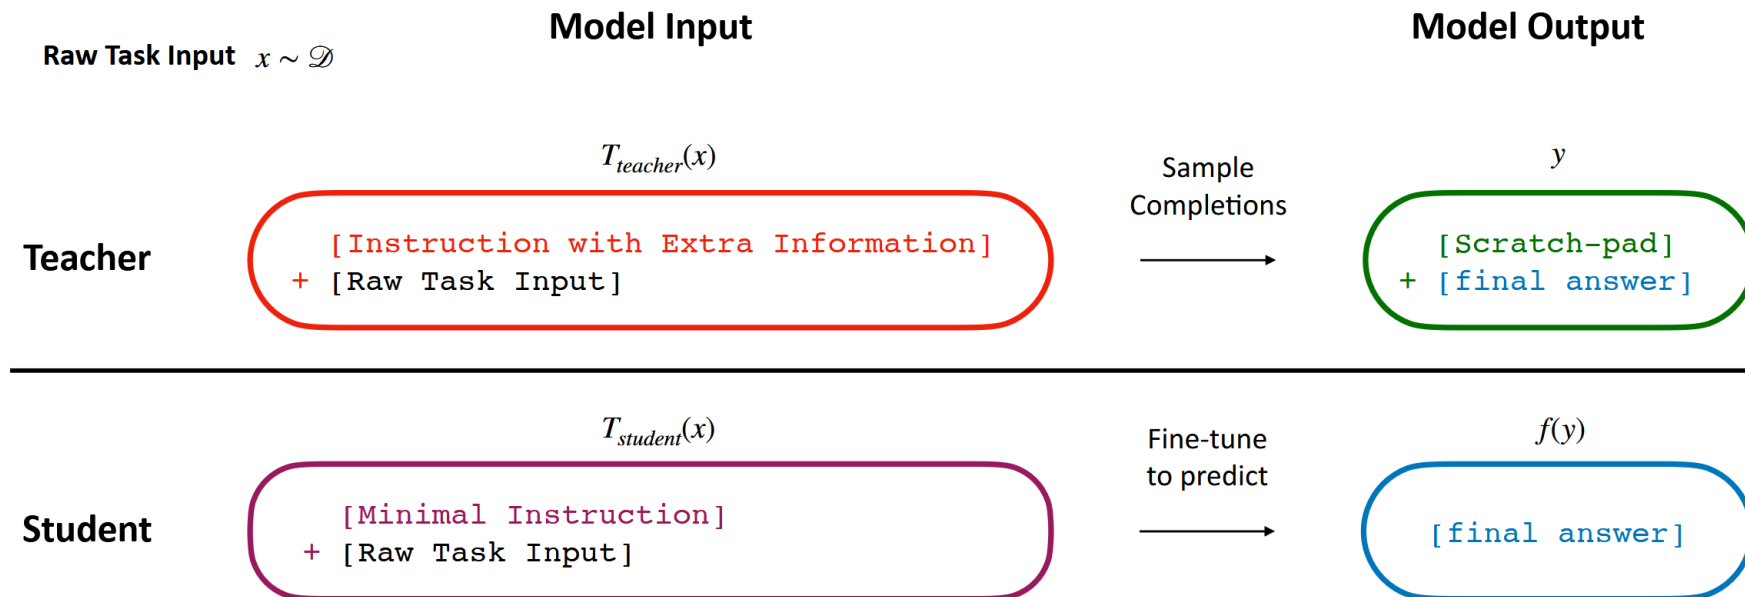 Model Input
Model Output
Raw Task Input x ∼ 𝒟
T_teacher(x)
Sample
Completions
y
Teacher
[Instruction with Extra Information]
+ [Raw Task Input]
[Scratch-pad]
+ [final answer]
T_student(x)
Fine-tune
to predict
f(y)
Student
[Minimal Instruction]
+ [Raw Task Input]
[final answer]